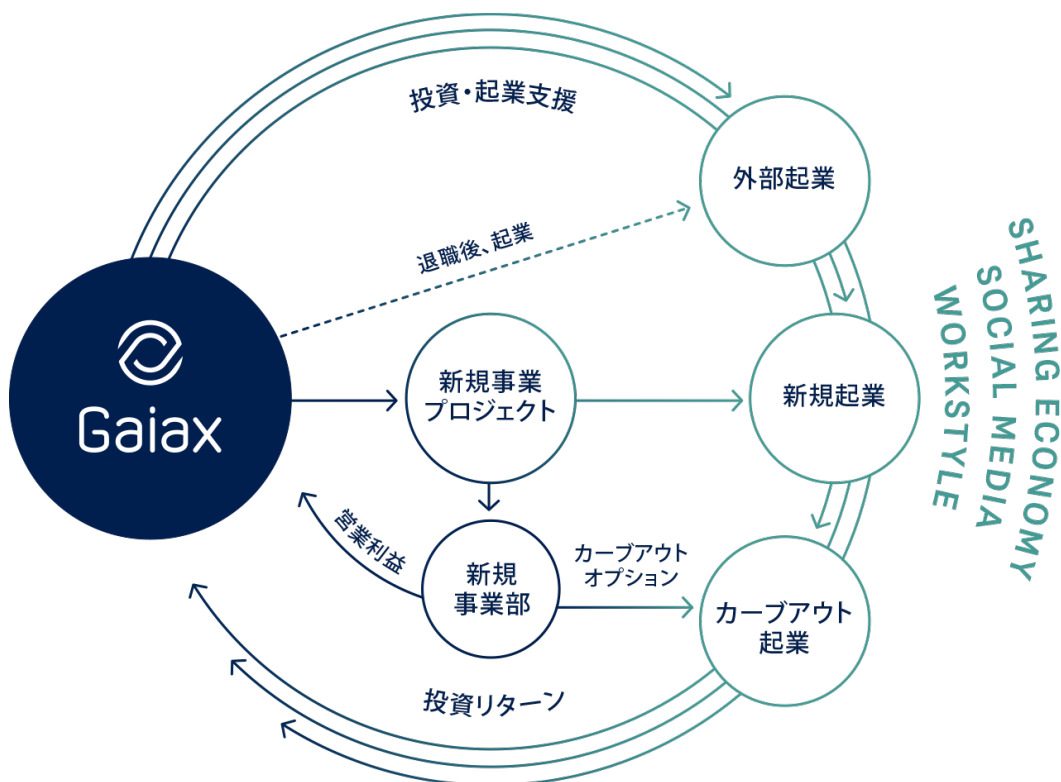 投資・起業支援
外部起業
退職後、起業
Gaiax
新規事業
プロジェクト
新規起業
SHARING ECONOMY
SOCIAL MEDIA
WORKSTYLE
営業利益
新規
事業部
カーブアウト
オプション
カーブアウト
起業
投資リターン